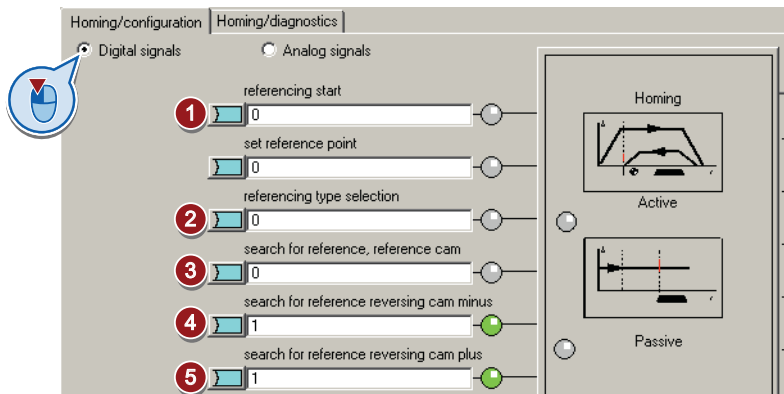 Homing/configuration Homing/diagnostics
Digital signals Analog signals
referencing start
1 0
set reference point
0
referencing type selection
2 0
search for reference, reference cam
3 0
search for reference reversing cam minus
4 1
search for reference reversing cam plus
5 1
Homing
Active
Passive